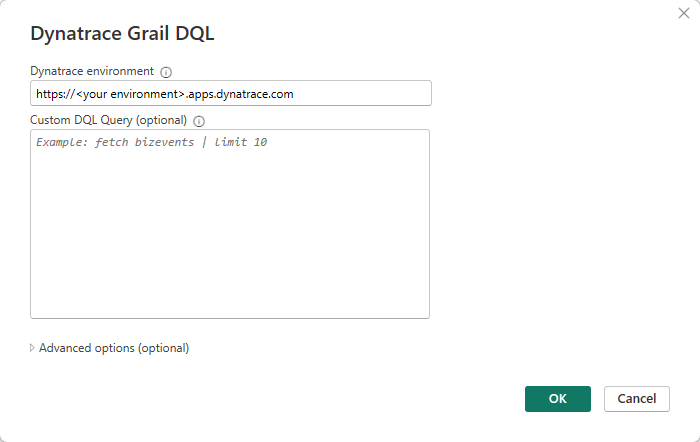 Dynatrace Grail DQL
Dynatrace environment
https://<your environment>.apps.dynatrace.com
Custom DQL Query (optional)
Example: fetch bizevents | limit 10
Advanced options (optional)
OK
Cancel